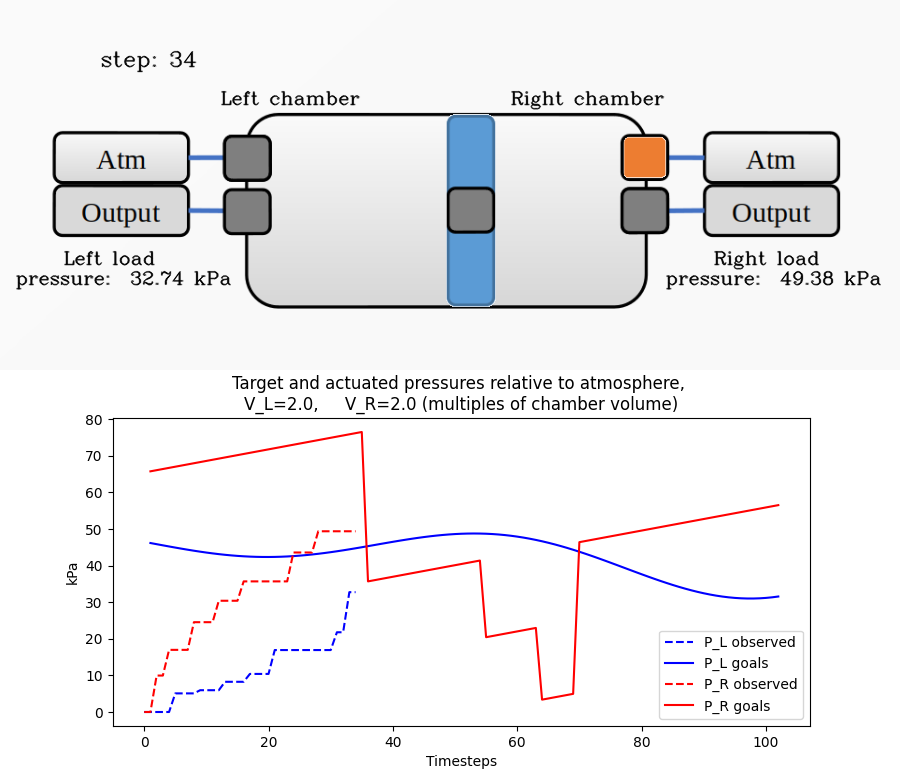 step: 34
Left chamber
Right chamber
Atm
Atm
Output
Output
Left load
pressure: 32.74 kPa
Right load
pressure: 49.38 kPa
Target and actuated pressures relative to atmosphere,
V_L=2.0, V_R=2.0 (multiples of chamber volume)
80
70
60
50
40
30
20
10
0
kPa
0
20
40
60
80
100
Timesteps
P_L observed
P_L goals
P_R observed
P_R goals